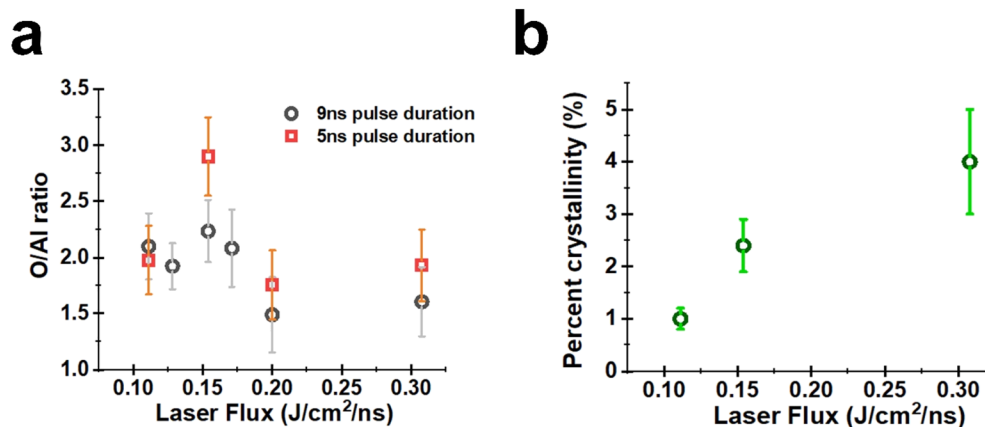 a
3.5
3.0
2.5
2.0
1.5
1.0
O/Al ratio
9ns pulse duration
5ns pulse duration
0.10 0.15 0.20 0.25 0.30
Laser Flux (J/cm²/ns)
b
5
4
3
2
1
0
Percent crystallinity (%)
0.10 0.15 0.20 0.25 0.30
Laser Flux (J/cm²/ns)